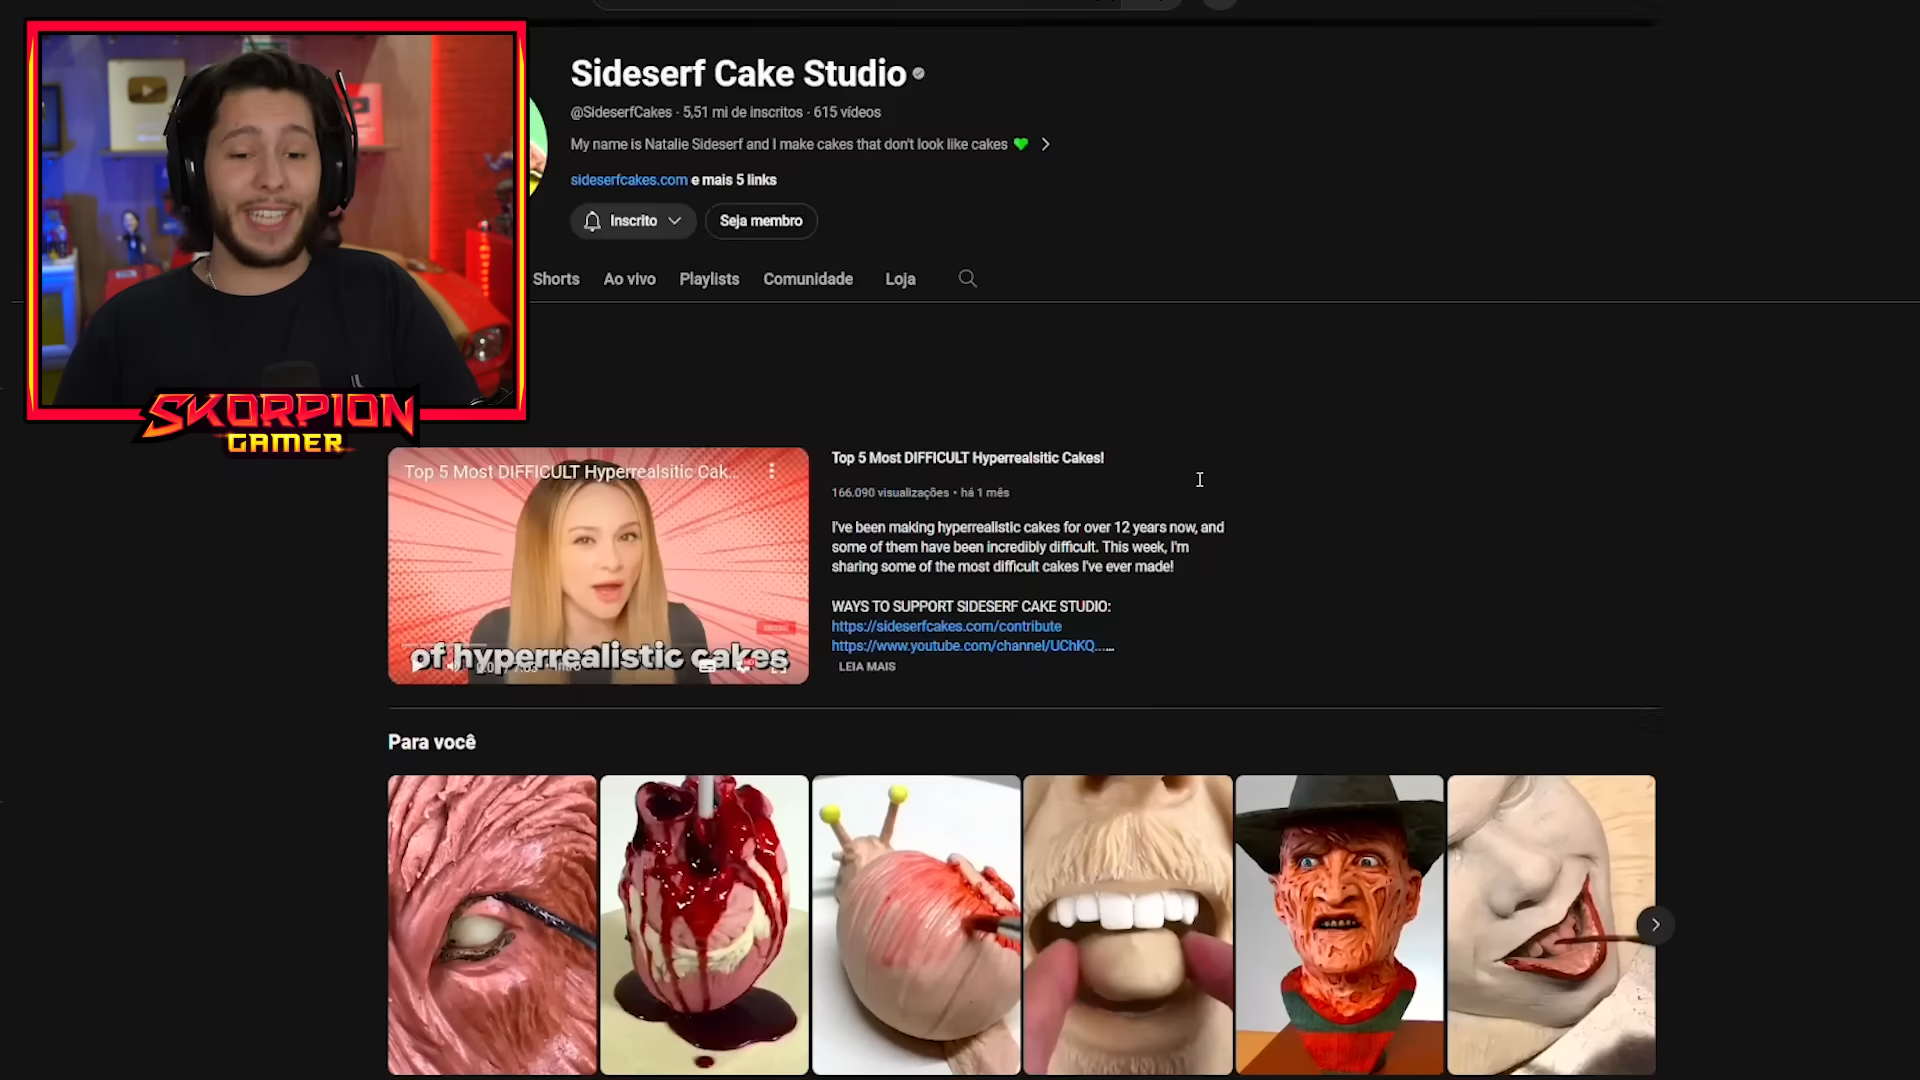 Sideserf Cake Studio
@SideserfCakes · 5,51 mi de inscritos · 615 vídeos
My name is Natalie Sideserf and I make cakes that don't look like cakes 💚
sideserfcakes.com e mais 5 links
Inscrito
Seja membro
Shorts
Ao vivo
Playlists
Comunidade
Loja
SKORPION
GAMER
Top 5 Most DIFFICULT Hyperrealsitic Cak...
of hyperrealistic cakes
Top 5 Most DIFFICULT Hyperrealsitic Cakes!
166.090 visualizações • há 1 mês
I've been making hyperrealistic cakes for over 12 years now, and
some of them have been incredibly difficult. This week, I'm
sharing some of the most difficult cakes I've ever made!
WAYS TO SUPPORT SIDESERF CAKE STUDIO:
https://sideserfcakes.com/contribute
https://www.youtube.com/channel/UChKQ......
LEIA MAIS
Para você